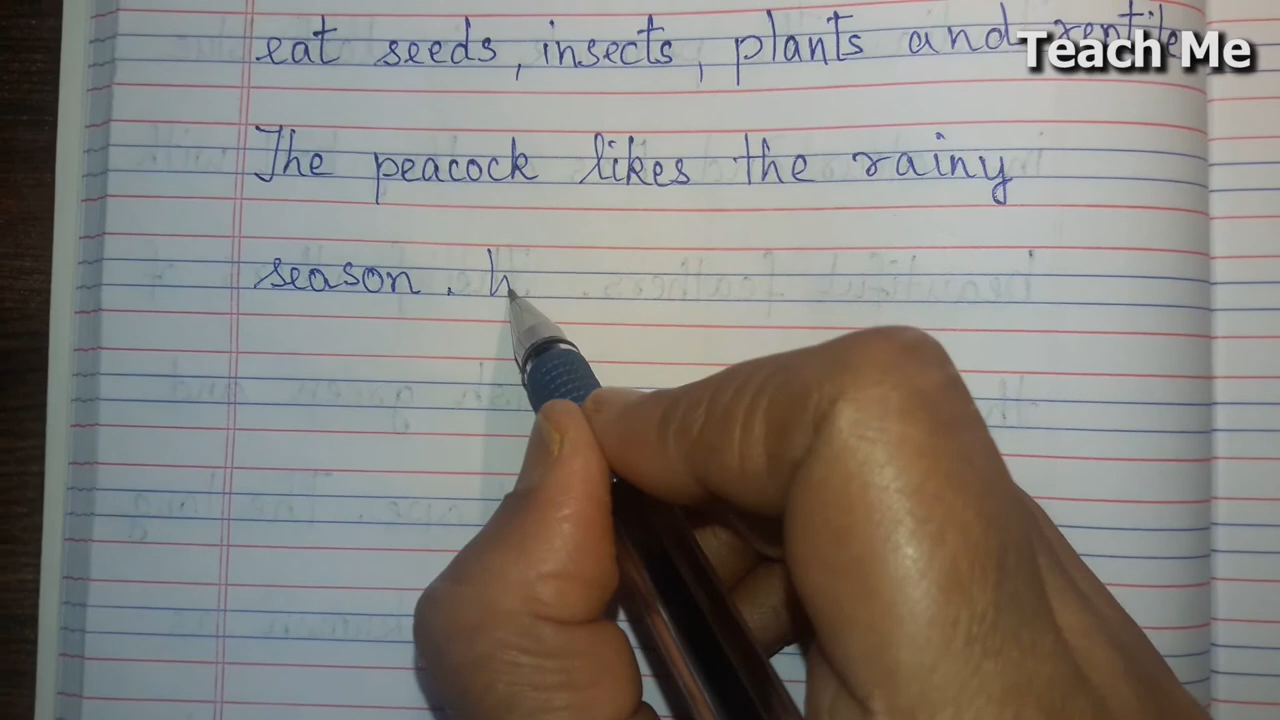 eat seeds, insects, plants and
Teach Me
The peacock likes the rainy
season.